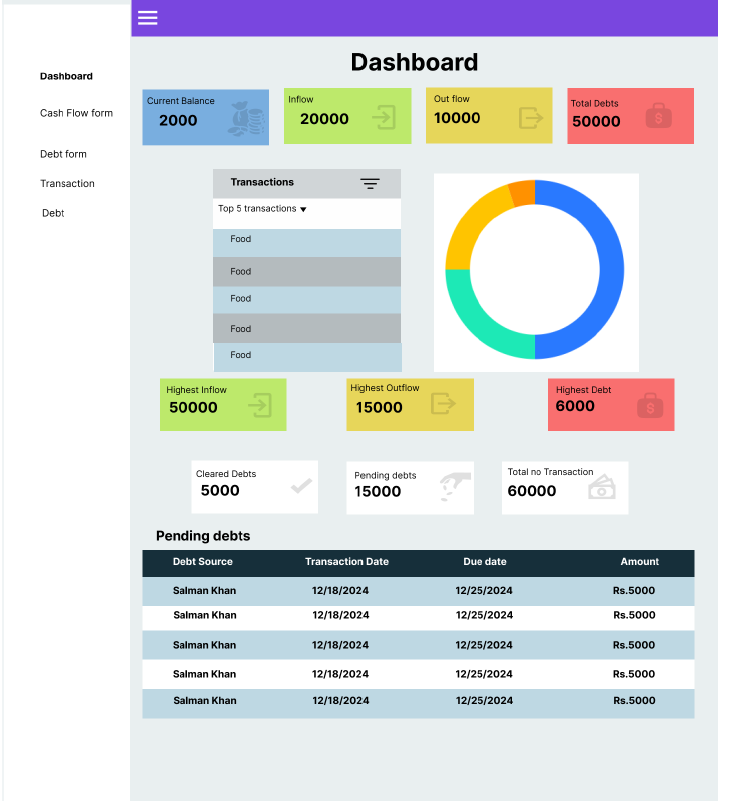 Dashboard
Dashboard
Cash Flow form
Debt form
Transaction
Debt
Current Balance
2000
Inflow
20000
Out flow
10000
Total Debts
50000
Transactions
Top 5 transactions
Food
Food
Food
Food
Food
Highest Inflow
50000
Highest Outflow
15000
Highest Debt
6000
Cleared Debts
5000
Pending debts
15000
Total no Transaction
60000
Pending debts
Debt Source Transaction Date Due date Amount
Salman Khan 12/18/2024 12/25/2024 Rs.5000
Salman Khan 12/18/2024 12/25/2024 Rs.5000
Salman Khan 12/18/2024 12/25/2024 Rs.5000
Salman Khan 12/18/2024 12/25/2024 Rs.5000
Salman Khan 12/18/2024 12/25/2024 Rs.5000